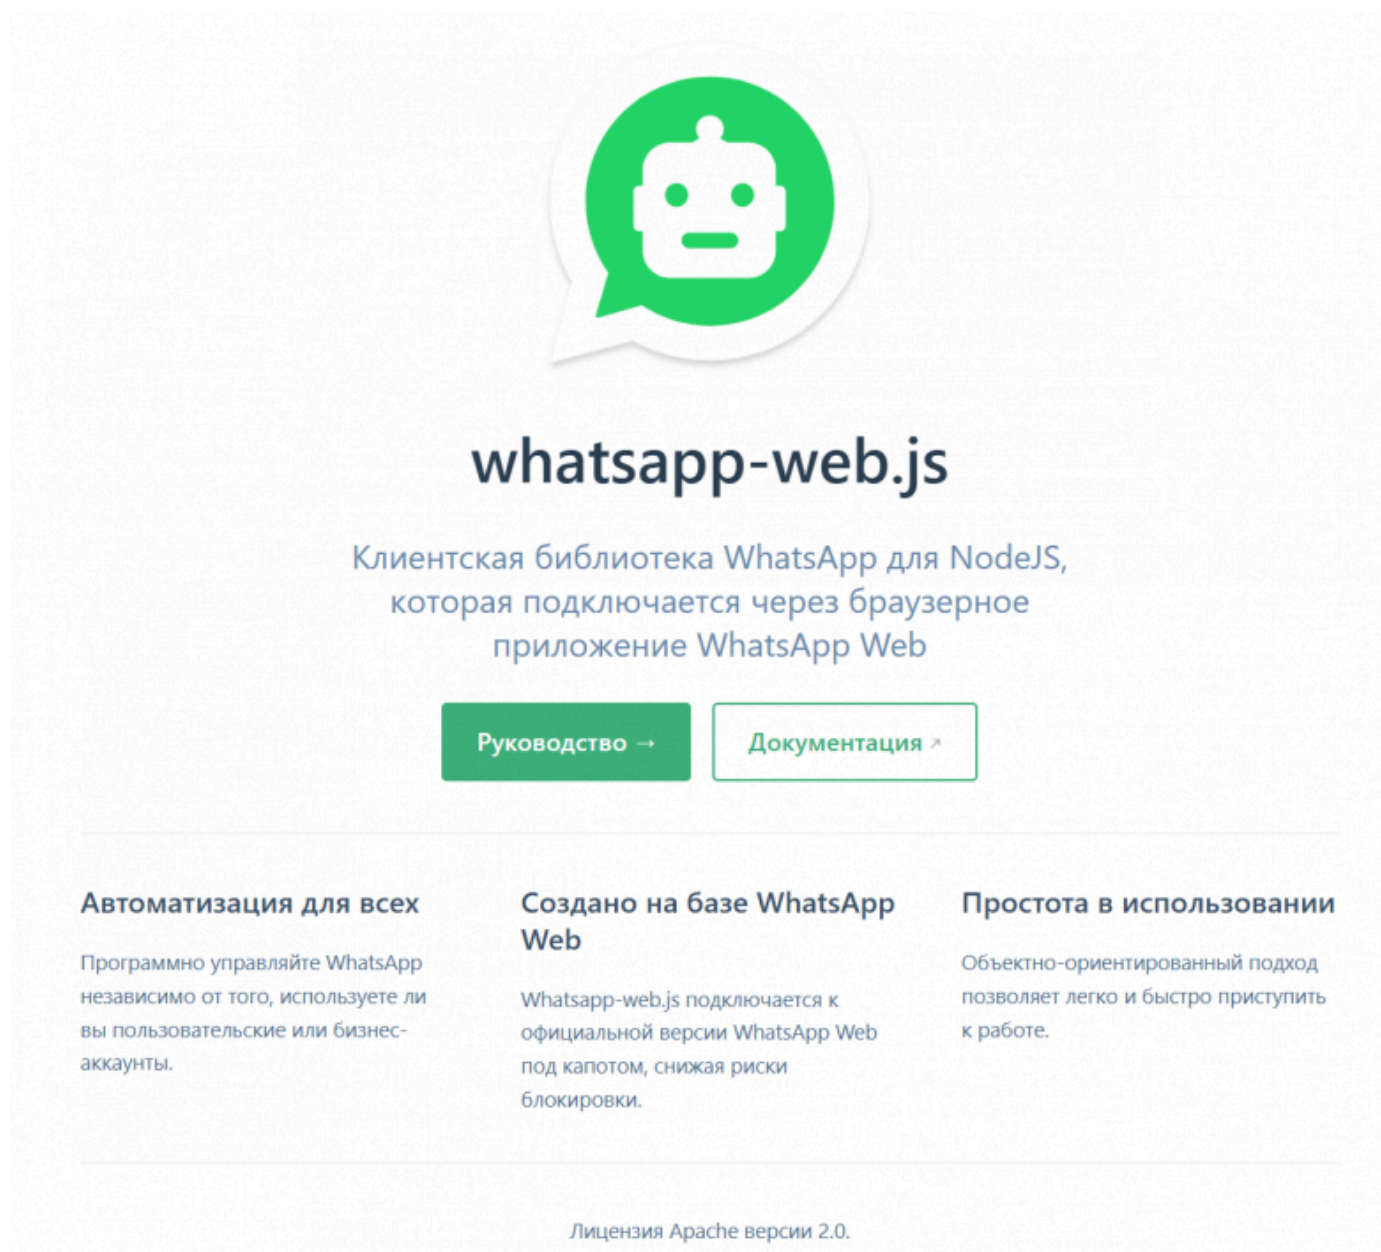 whatsapp-web.js
Клиентская библиотека WhatsApp для NodeJS,
которая подключается через браузерное
приложение WhatsApp Web
Руководство →
Документация ↗
Автоматизация для всех
Программно управляйте WhatsApp
независимо от того, используете ли
вы пользовательские или бизнес-
аккаунты.
Создано на базе WhatsApp
Web
Whatsapp-web.js подключается к
официальной версии WhatsApp Web
под капотом, снижая риски
блокировки.
Простота в использовании
Объектно-ориентированный подход
позволяет легко и быстро приступить
к работе.
Лицензия Apache версии 2.0.